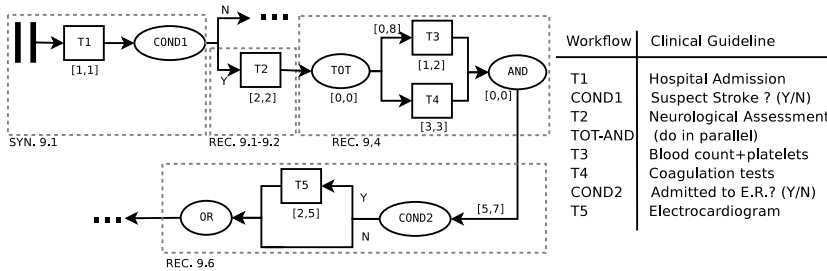 N
T1
COND1
[1,1]
Y
T2
[2,2]
SYN. 9.1
REC. 9.1-9.2
TOT
[0,0]
[0,8]
T3
[1,2]
T4
[3,3]
AND
[0,0]
REC. 9,4
T5
[2,5]
OR
Y
N
COND2
[5,7]
REC. 9.6
Workflow Clinical Guideline
T1 Hospital Admission
COND1 Suspect Stroke ? (Y/N)
T2 Neurological Assessment
TOT-AND (do in parallel)
T3 Blood count+platelets
T4 Coagulation tests
COND2 Admitted to E.R.? (Y/N)
T5 Electrocardiogram